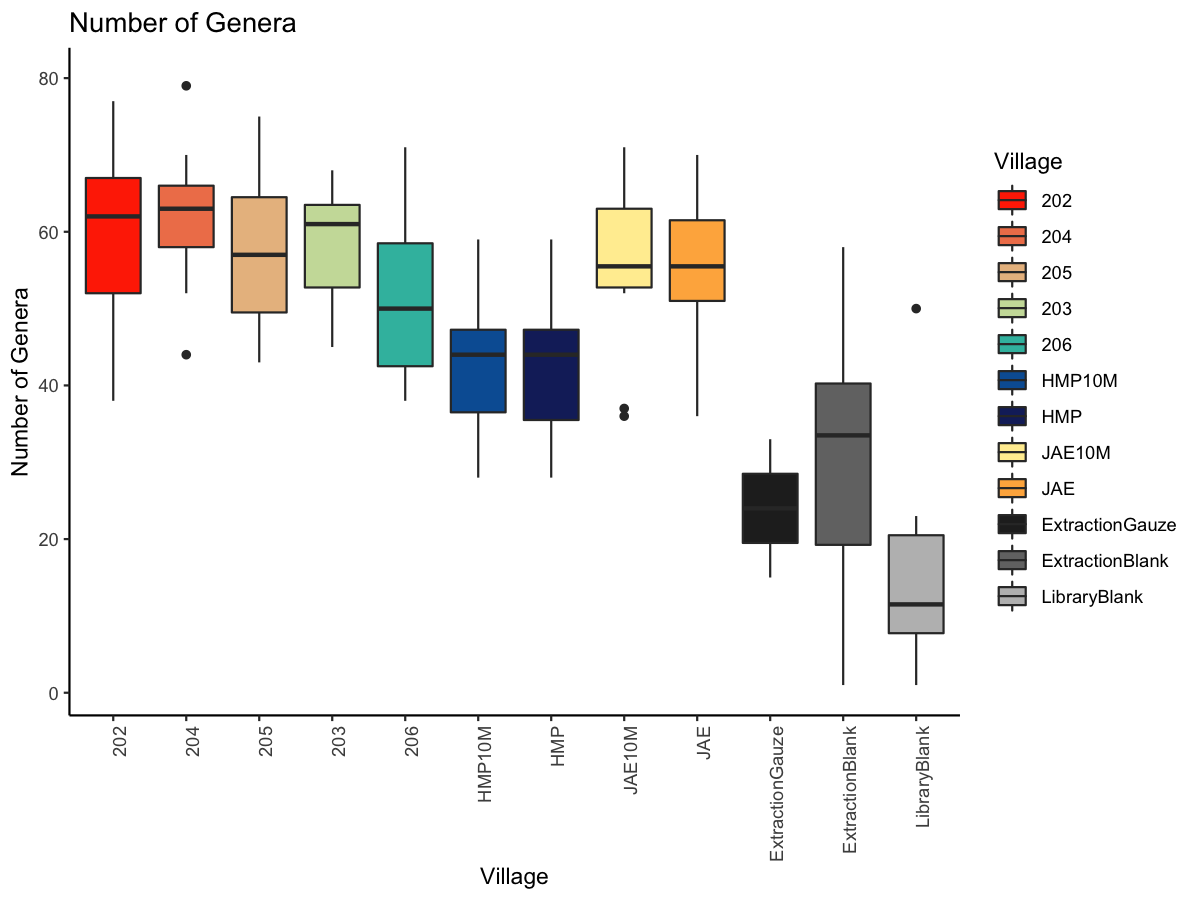 Number of Genera
Number of Genera
80
60
40
20
0
202
204
205
203
206
HMP10M
HMP
JAE10M
JAE
ExtractionGauze
ExtractionBlank
LibraryBlank
Village
Village
202
204
205
203
206
HMP10M
HMP
JAE10M
JAE
ExtractionGauze
ExtractionBlank
LibraryBlank